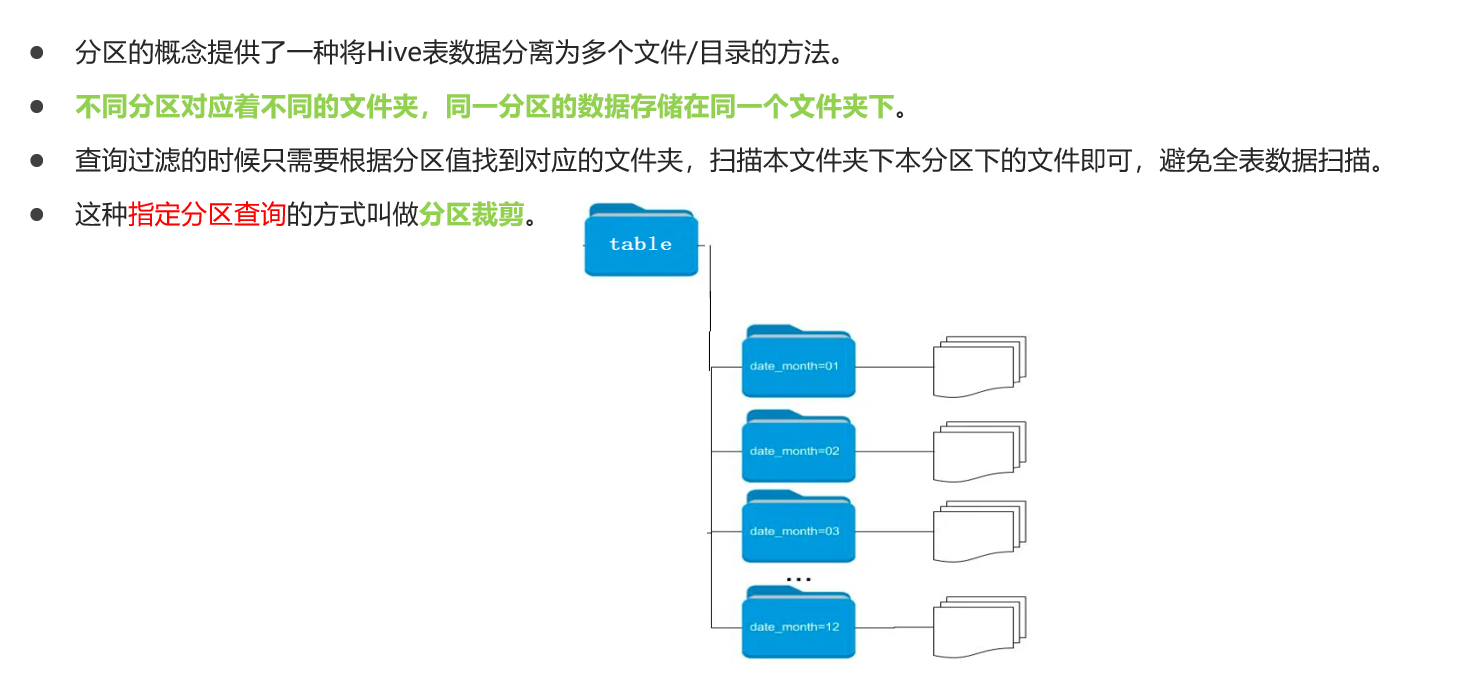 ● 分区的概念提供了一种将Hive表数据分离为多个文件/目录的方法。
● 不同分区对应着不同的文件夹，同一分区的数据存储在同一个文件夹下。
● 查询过滤的时候只需要根据分区值找到对应的文件夹，扫描本文件夹下本分区下的文件即可，避免全表数据扫描。
● 这种指定分区查询的方式叫做分区裁剪。
table
date_month=01
date_month=02
date_month=03
...
date_month=12